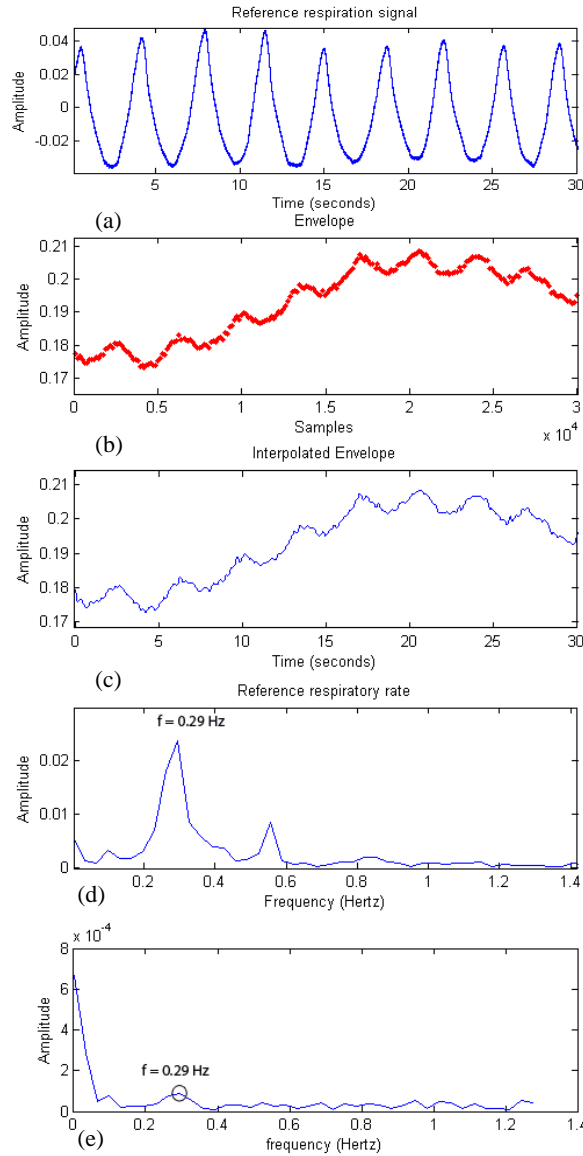 Reference respiration signal
0.04
0.02
0
-0.02
Amplitude
5 10 15 20 25 30
Time (seconds)
(a)
Envelope
0.21
0.2
0.19
0.18
0.17
Amplitude
0 0.5 1 1.5 2 2.5 3
Samples
x 10^4
(b)
Interpolated Envelope
0.21
0.2
0.19
0.18
0.17
Amplitude
0 5 10 15 20 25 30
Time (seconds)
(c)
Reference respiratory rate
f = 0.29 Hz
0.02
0.01
0
Amplitude
0.2 0.4 0.6 0.8 1 1.2 1.4
Frequency (Hertz)
(d)
x 10^-4
8
6
4
2
0
Amplitude
f = 0.29 Hz
0 0.2 0.4 0.6 0.8 1 1.2 1.4
frequency (Hertz)
(e)